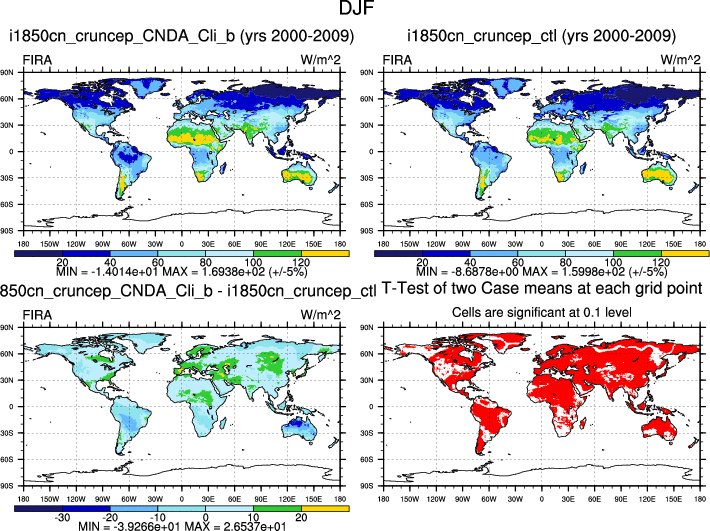 DJF
i1850cn_cruncep_CNDA_Cli_b (yrs 2000-2009)
FIRA W/m^2
90N
60N
30N
0
30S
60S
90S
180 150W 120W 90W 60W 30W 0 30E 60E 90E 120E 150E 180
20 40 60 80 100 120
MIN = -1.4014e+01 MAX = 1.6938e+02 (+/-5%)
i1850cn_cruncep_ctl (yrs 2000-2009)
FIRA W/m^2
90N
60N
30N
0
30S
60S
90S
180 150W 120W 90W 60W 30W 0 30E 60E 90E 120E 150E 180
20 40 60 80 100 120
MIN = -8.6878e+00 MAX = 1.5998e+02 (+/-5%)
850cn_cruncep_CNDA_Cli_b - i1850cn_cruncep_ctl
FIRA W/m^2
90N
60N
30N
0
30S
60S
90S
180 150W 120W 90W 60W 30W 0 30E 60E 90E 120E 150E 180
-30 -20 -10 0 10 20
MIN = -3.9266e+01 MAX = 2.6537e+01
T-Test of two Case means at each grid point
Cells are significant at 0.1 level
90N
60N
30N
0
30S
60S
90S
180 150W 120W 90W 60W 30W 0 30E 60E 90E 120E 150E 180